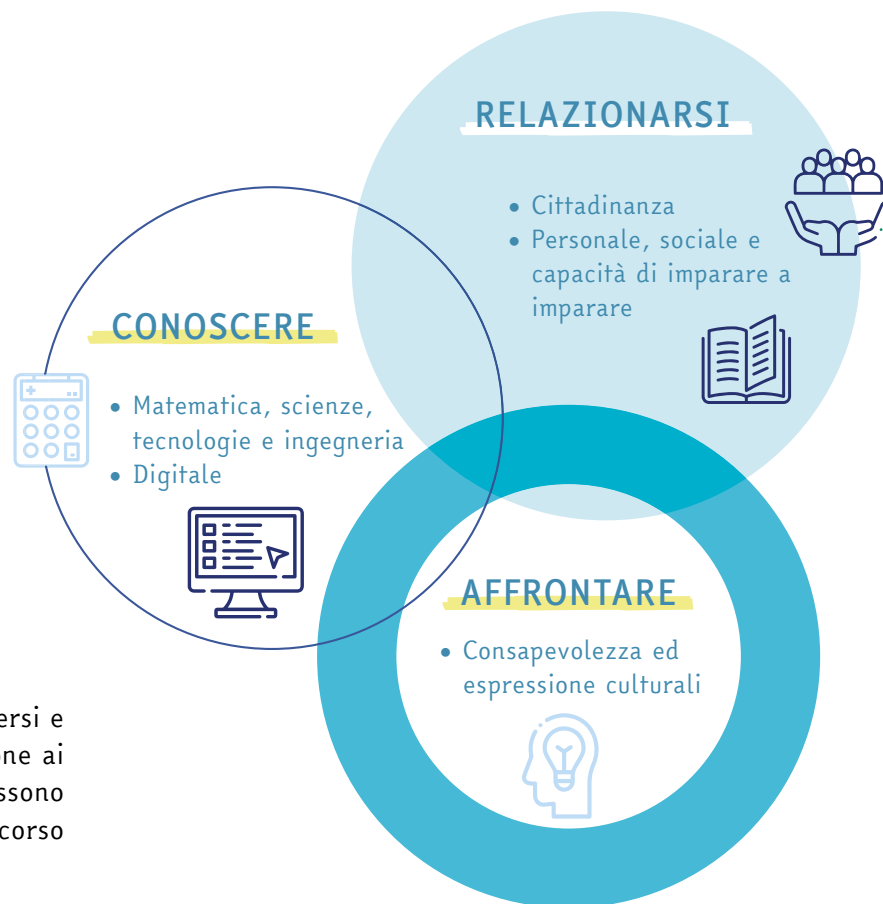 RELAZIONARSI
• Cittadinanza
• Personale, sociale e
capacità di imparare a
imparare
CONOSCERE
• Matematica, scienze,
tecnologie e ingegneria
• Digitale
AFFRONTARE
• Consapevolezza ed
espressione culturali
ersi e
one ai
ssono
corso